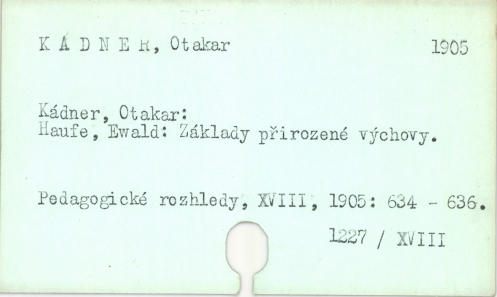 K Á D N E R, Otakar 1905
Kádner, Otakar:
Haufe, Ewald: Základy přirozené výchovy.
Pedagogické rozhledy, XVIII, 1905: 634 - 636.
1227 / XVIII